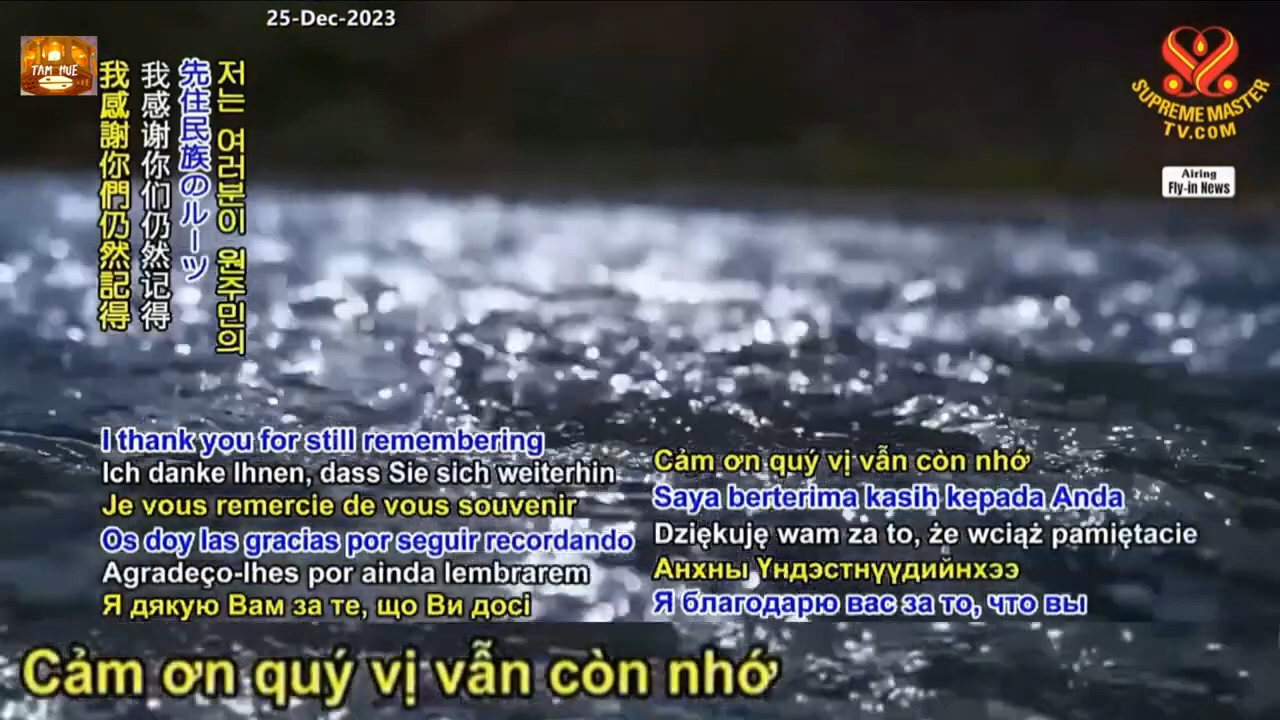 25-Dec-2023
TAM HUE
SUPREME MASTER
TV.COM
Airing
Fly-in News
我感謝你們仍然記得
我感谢你们仍然记得
先住民族のルーツ
저는 여러분이 원주민의
I thank you for still remembering
Ich danke Ihnen, dass Sie sich weiterhin
Je vous remercie de vous souvenir
Os doy las gracias por seguir recordando
Agradeço-lhes por ainda lembrarem
Я дякую Вам за те, що Ви досі
Cảm ơn quý vị vẫn còn nhớ
Saya berterima kasih kepada Anda
Dziękuję wam za to, że wciąż pamiętacie
Анхны Үндэстнүүдийнхээ
Я благодарю вас за то, что вы
Cảm ơn quý vị vẫn còn nhớ